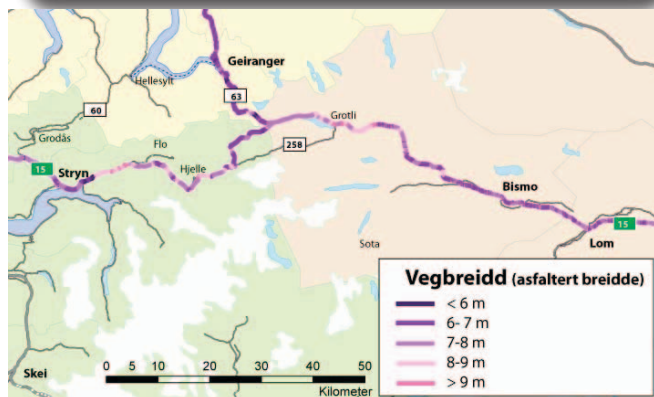 Geiranger
Hellesylt
63
60
Grotli
Grodås
Flo
258
15
Stryn
Hjelle
Bismo
Sota
Lom
15
Vegbreidd (asfaltert breidde)
< 6 m
6- 7 m
7-8 m
8-9 m
> 9 m
Skei
0 5 10 20 30 40 50
Kilometer